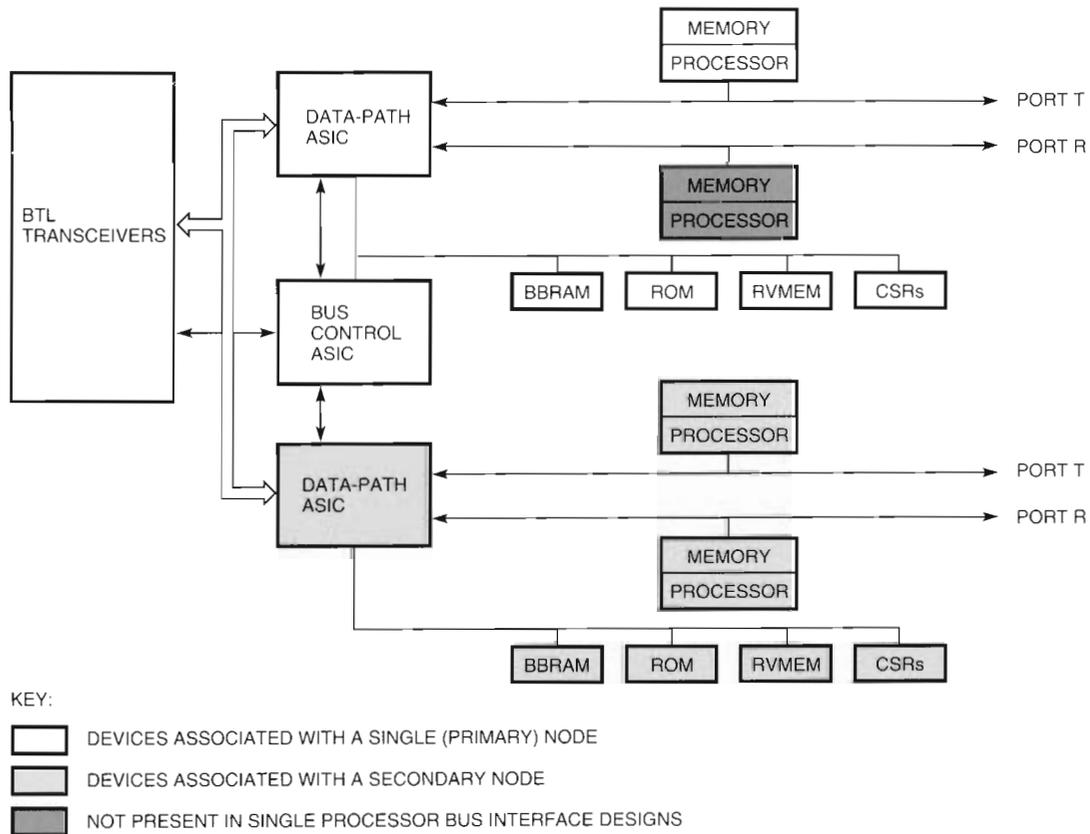 MEMORY
PROCESSOR
DATA-PATH
ASIC
PORT T
PORT R
MEMORY
PROCESSOR
BTL
TRANSCEIVERS
BBRAM
ROM
RVMEM
CSRs
BUS
CONTROL
ASIC
MEMORY
PROCESSOR
DATA-PATH
ASIC
PORT T
PORT R
MEMORY
PROCESSOR
BBRAM
ROM
RVMEM
CSRs
KEY:
DEVICES ASSOCIATED WITH A SINGLE (PRIMARY) NODE
DEVICES ASSOCIATED WITH A SECONDARY NODE
NOT PRESENT IN SINGLE PROCESSOR BUS INTERFACE DESIGNS